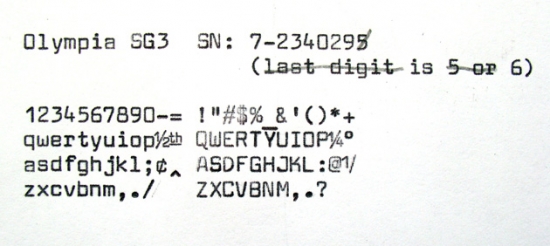 Olympia SG3 SN: 7-2340295
(last digit is 5 or 6)
1234567890-= !"#$%_&'()*+
qwertyuiop½th QWERTYUIOP¼°
asdfghjkl;¢‸ ASDFGHJKL:@1/
zxcvbnm,./ ZXCVBNM,.?